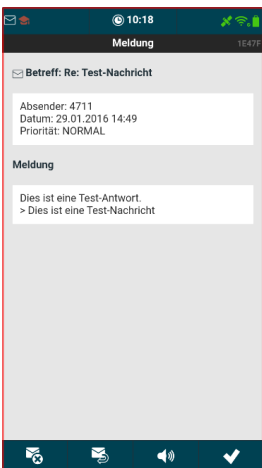 10:18
Meldung 1E47F
Betreff: Re: Test-Nachricht
Absender: 4711
Datum: 29.01.2016 14:49
Priorität: NORMAL
Meldung
Dies ist eine Test-Antwort.
> Dies ist eine Test-Nachricht